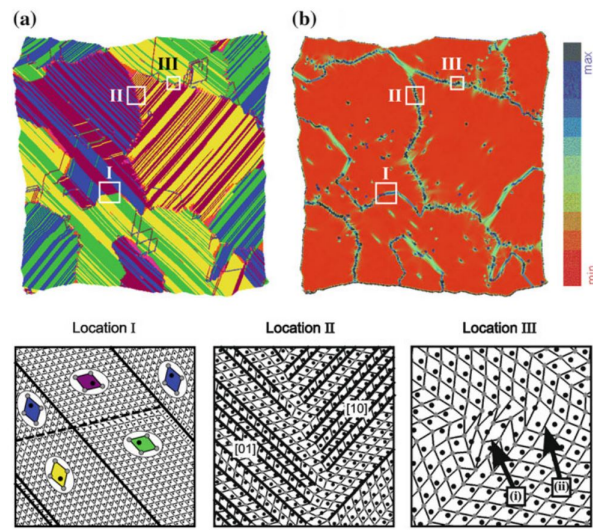 (a)
III
II
I
(b)
III
II
I
max
min
Location I
Location II
Location III
[10]
[01]
(i)
(ii)